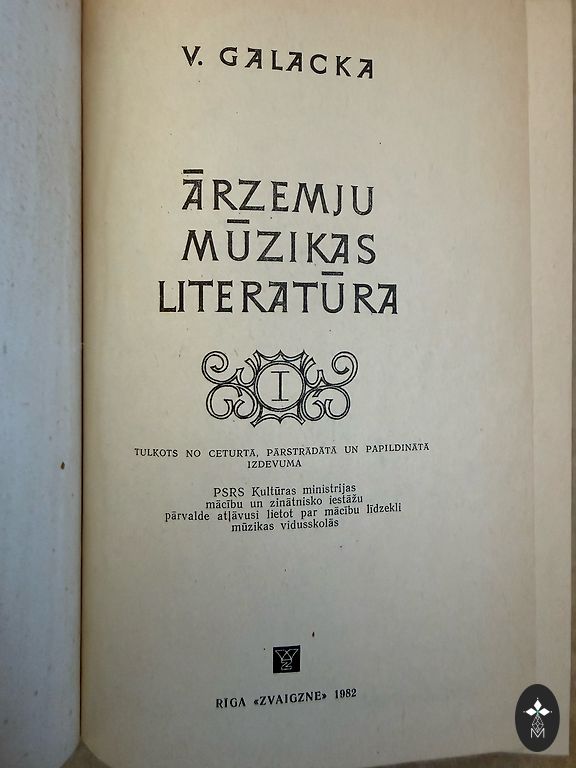 V. GALACKA
ĀRZEMJU
MŪZIKAS
LITERATŪRA
I
TULKOTS NO CETURTĀ, PĀRSTRĀDĀTĀ UN PAPILDINĀTĀ
IZDEVUMA
PSRS Kultūras ministrijas
mācību un zinātnisko iestāžu
pārvalde atļāvusi lietot par mācību līdzekli
mūzikas vidusskolās
RĪGA «ZVAIGZNE» 1982
M